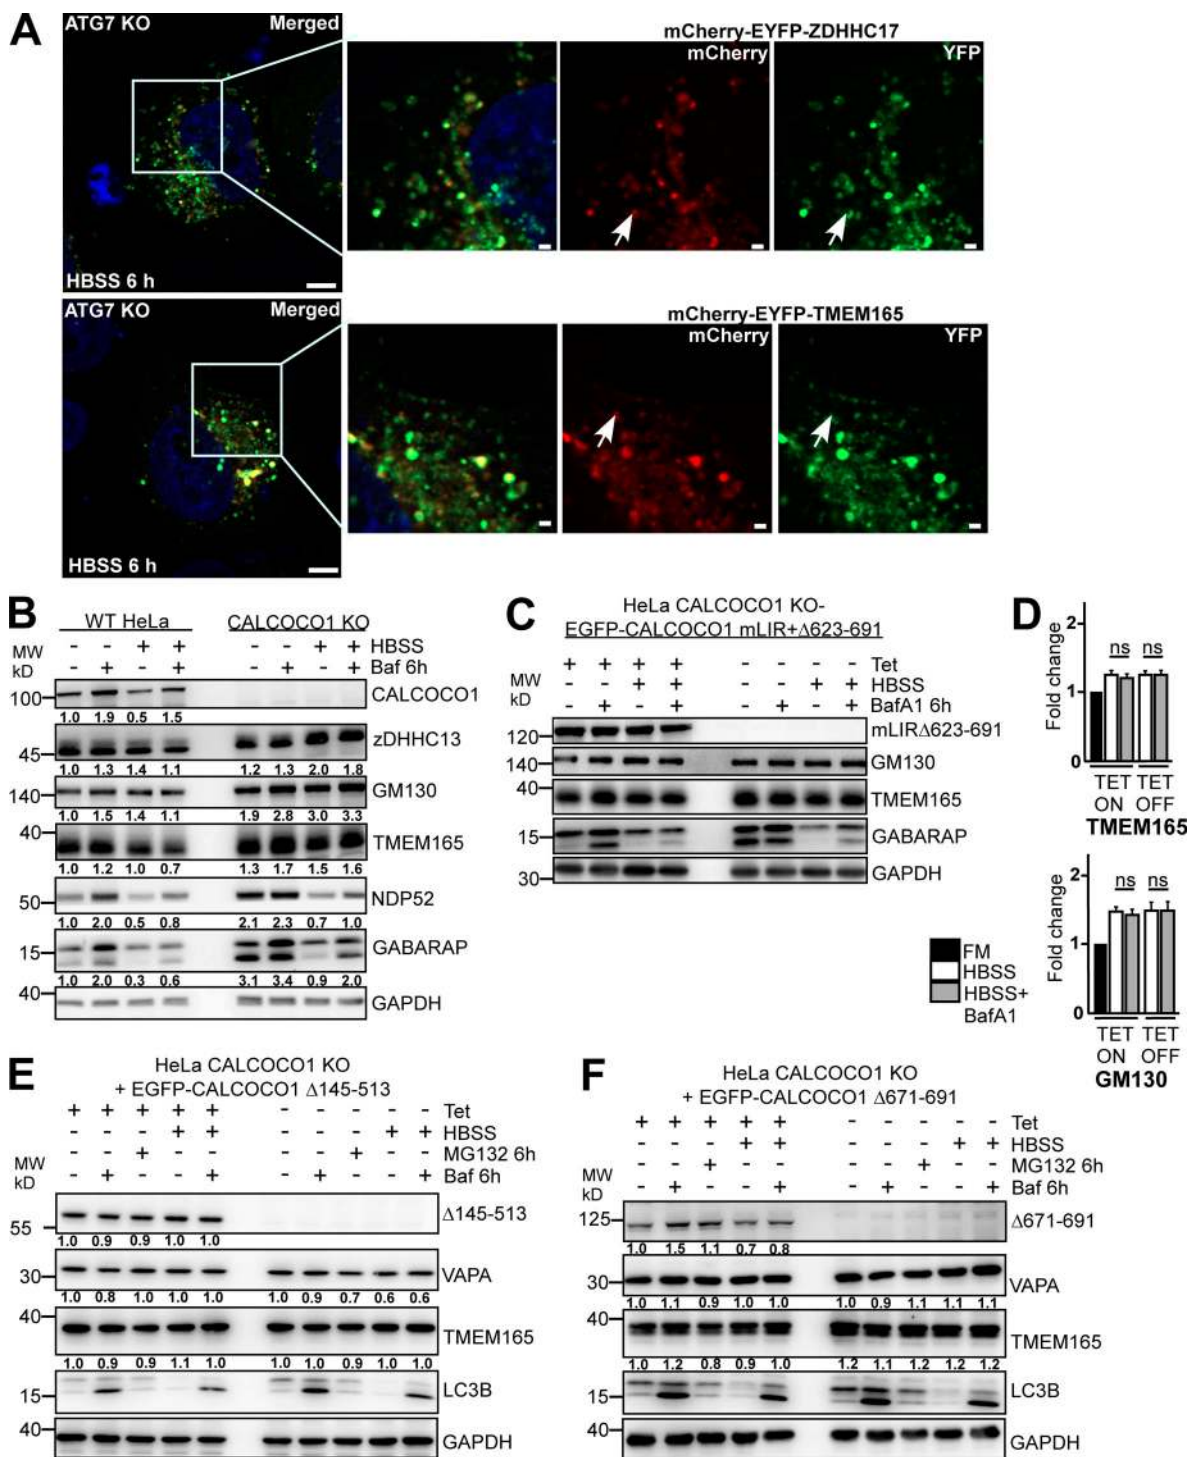 A
ATG7 KO Merged
HBSS 6 h
mCherry-EYFP-ZDHHC17
mCherry
YFP
ATG7 KO Merged
HBSS 6 h
mCherry-EYFP-TMEM165
mCherry
YFP
B
WT HeLa CALCOCO1 KO
- - + + - - + + HBSS
- + - + - + - + Baf 6h
MW
kD
100 CALCOCO1
1.0 1.9 0.5 1.5
45 zDHHC13
1.0 1.3 1.4 1.1 1.2 1.3 2.0 1.8
140 GM130
1.0 1.5 1.4 1.1 1.9 2.8 3.0 3.3
40 TMEM165
1.0 1.2 1.0 0.7 1.3 1.7 1.5 1.6
50 NDP52
1.0 2.0 0.5 0.8 2.1 2.3 0.7 1.0
15 GABARAP
1.0 2.0 0.3 0.6 3.1 3.4 0.9 2.0
40 GAPDH
C
HeLa CALCOCO1 KO-
EGFP-CALCOCO1 mLIR+Δ623-691
+ + + + - - - - Tet
- - + + - - + + HBSS
- + - + - + - + BafA1 6h
MW
kD
120 mLIRΔ623-691
140 GM130
40 TMEM165
15 GABARAP
30 GAPDH
D
Fold change
2
1
0
ns ns
TET ON TET OFF
TMEM165
Fold change
2
1
0
ns ns
TET ON TET OFF
GM130
FM
HBSS
HBSS+
BafA1
E
HeLa CALCOCO1 KO
+ EGFP-CALCOCO1 Δ145-513
+ + + + + - - - - - Tet
- - - + + - - - + + HBSS
- - + - - - - + - - MG132 6h
- + - - + - + - - + Baf 6h
MW
kD
55 Δ145-513
1.0 0.9 0.9 1.0 1.0
30 VAPA
1.0 0.8 1.0 1.0 1.0 1.0 0.9 0.7 0.6 0.6
40 TMEM165
1.0 0.9 0.9 1.1 1.0 1.0 1.0 0.9 1.0 1.0
15 LC3B
40 GAPDH
F
HeLa CALCOCO1 KO
+ EGFP-CALCOCO1 Δ671-691
+ + + + + - - - - - Tet
- - - + + - - - + + HBSS
- - + - - - - + - - MG132 6h
- + - - + - + - - + Baf 6h
MW
kD
125 Δ671-691
1.0 1.5 1.1 0.7 0.8
30 VAPA
1.0 1.1 0.9 1.0 1.0 1.0 0.9 1.1 1.1 1.1
40 TMEM165
1.0 1.2 0.8 0.9 1.0 1.2 1.1 1.2 1.2 1.2
15 LC3B
40 GAPDH